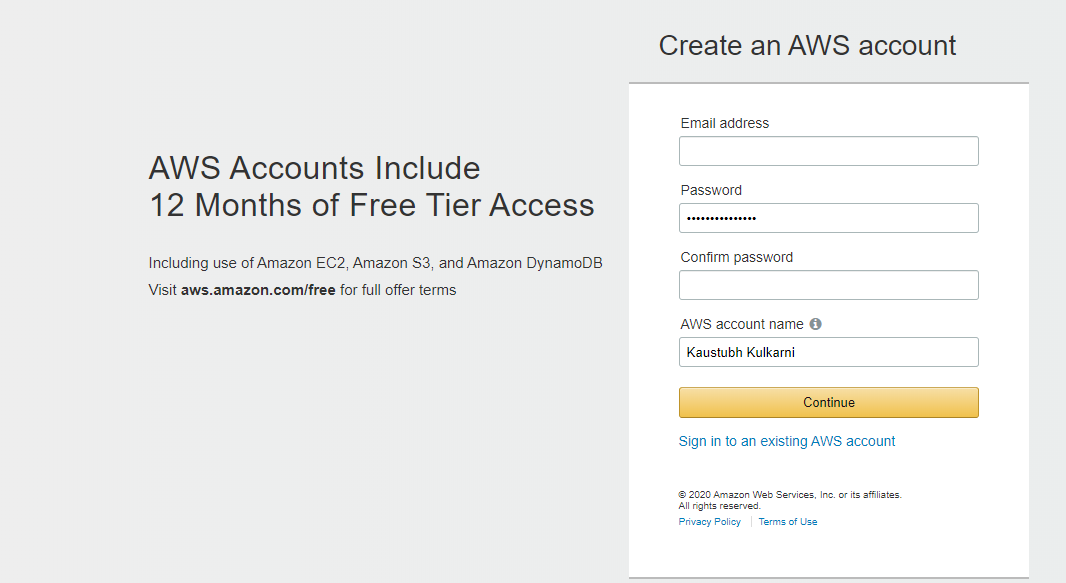 Create an AWS account
AWS Accounts Include
12 Months of Free Tier Access
Including use of Amazon EC2, Amazon S3, and Amazon DynamoDB
Visit aws.amazon.com/free for full offer terms
Email address
Password
•••••••••••••••
Confirm password
AWS account name
Kaustubh Kulkarni
Continue
Sign in to an existing AWS account
© 2020 Amazon Web Services, Inc. or its affiliates.
All rights reserved.
Privacy Policy | Terms of Use